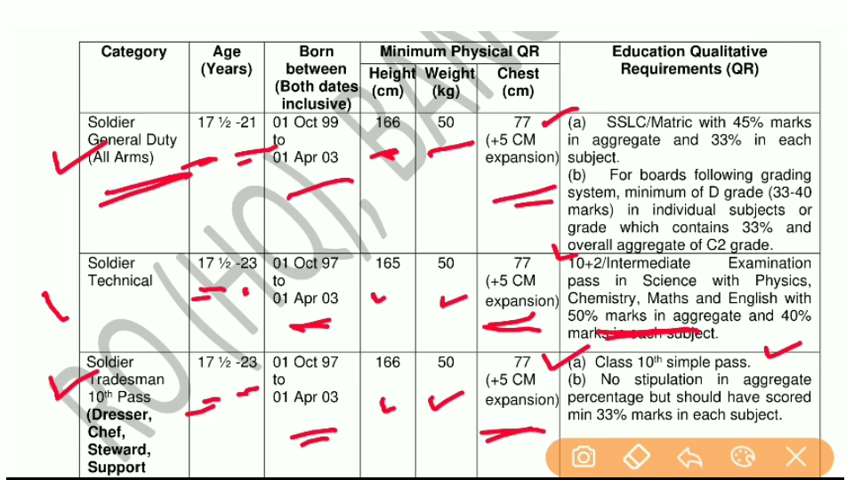 Category
Age
(Years)
Born
between
(Both dates
inclusive)
Minimum Physical QR
Height
(cm)
Weight
(kg)
Chest
(cm)
Education Qualitative
Requirements (QR)
Soldier
General Duty
(All Arms)
17 ½ -21
01 Oct 99
to
01 Apr 03
166
50
77
(+5 CM
expansion)
(a) SSLC/Matric with 45% marks
in aggregate and 33% in each
subject.
(b) For boards following grading
system, minimum of D grade (33-40
marks) in individual subjects or
grade which contains 33% and
overall aggregate of C2 grade.
Soldier
Technical
17 ½ -23
01 Oct 97
to
01 Apr 03
165
50
77
(+5 CM
expansion)
10+2/Intermediate Examination
pass in Science with Physics,
Chemistry, Maths and English with
50% marks in aggregate and 40%
marks in each subject.
Soldier
Tradesman
10th Pass
(Dresser,
Chef,
Steward,
Support
17 ½ -23
01 Oct 97
to
01 Apr 03
166
50
77
(+5 CM
expansion)
(a) Class 10th simple pass.
(b) No stipulation in aggregate
percentage but should have scored
min 33% marks in each subject.
RO (HQ), BANG